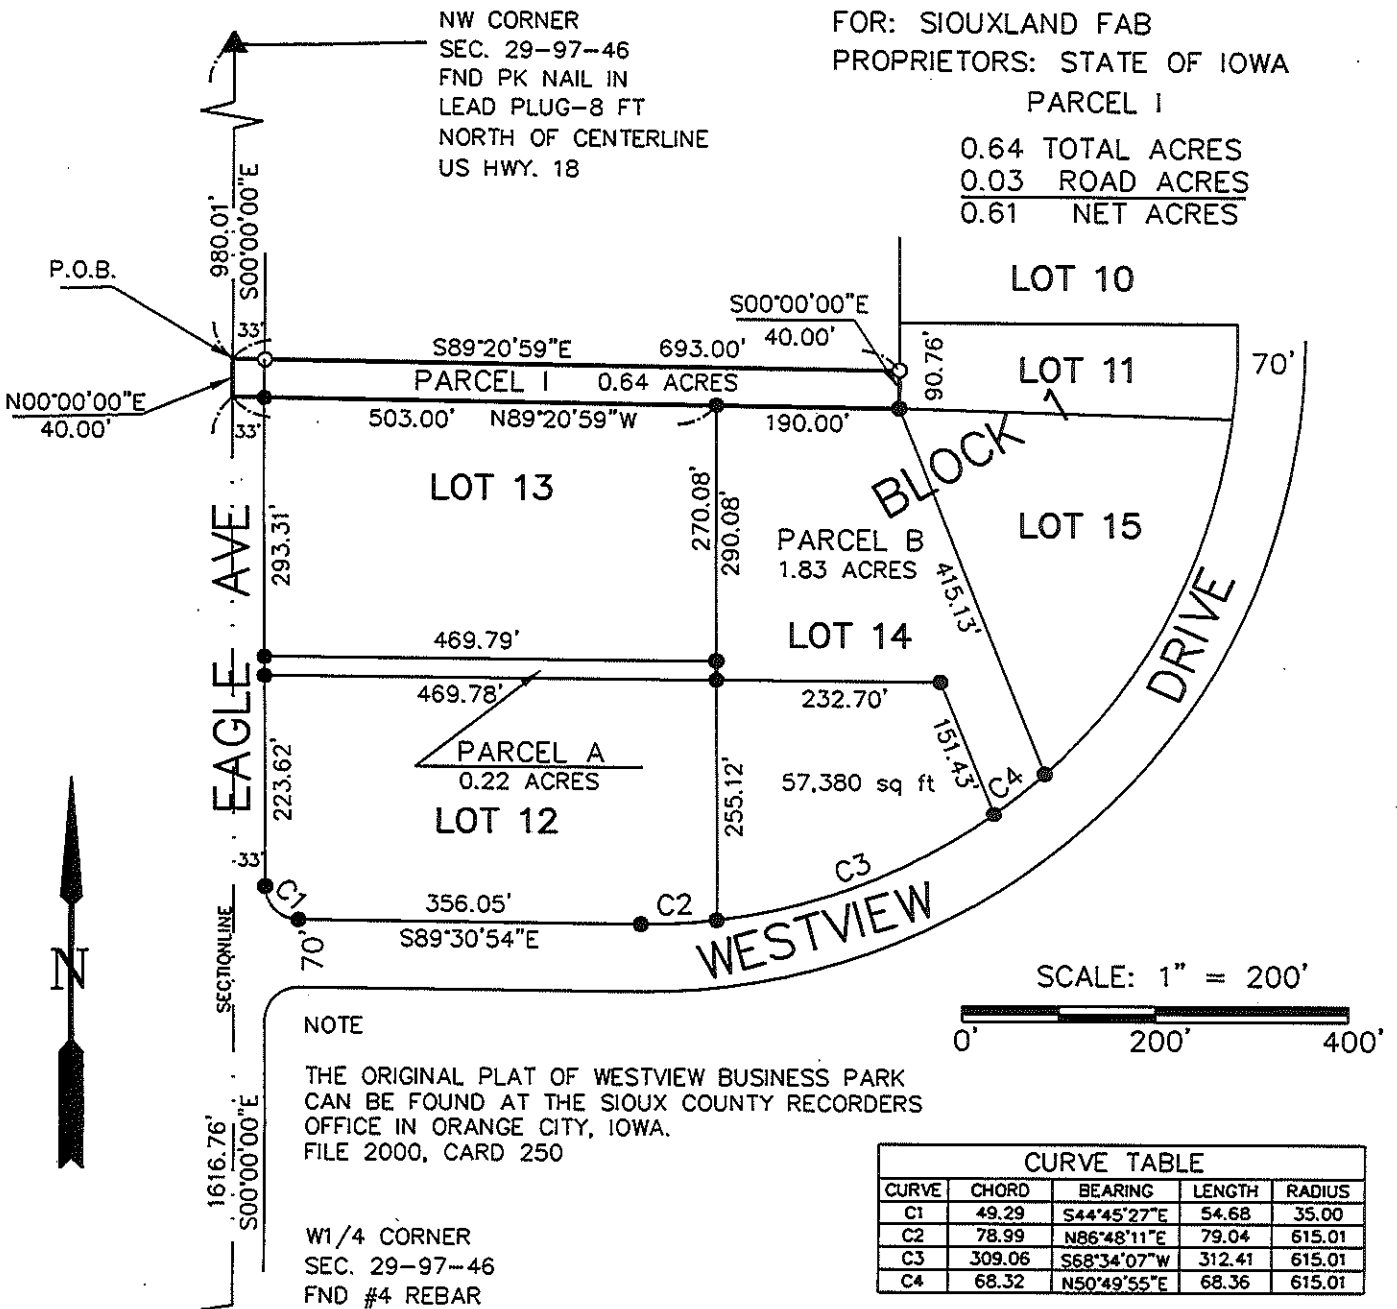 NW CORNER
SEC. 29-97-46
FND PK NAIL IN
LEAD PLUG-8 FT
NORTH OF CENTERLINE
US HWY. 18
FOR: SIOUXLAND FAB
PROPRIETORS: STATE OF IOWA
PARCEL I
0.64 TOTAL ACRES
0.03 ROAD ACRES
0.61 NET ACRES
980.01'
S00°00'00"E
P.O.B.
33'
S89°20'59"E 693.00'
S00°00'00"E
40.00'
90.76'
LOT 10
LOT 11
70'
PARCEL I 0.64 ACRES
N00°00'00"E
40.00'
33'
503.00' N89°20'59"W
190.00'
BLOCK 1
LOT 13
270.08'
290.08'
PARCEL B
1.83 ACRES
415.13'
LOT 15
293.31'
EAGLE AVE
469.79'
LOT 14
469.78'
232.70'
PARCEL A
0.22 ACRES
223.62'
LOT 12
255.12'
57,380 sq ft
151.43'
C4
C3
WESTVIEW DRIVE
33'
C1
356.05'
C2
S89°30'54"E
70'
SECTIONLINE
N
SCALE: 1" = 200'
0' 200' 400'
NOTE
THE ORIGINAL PLAT OF WESTVIEW BUSINESS PARK
CAN BE FOUND AT THE SIOUX COUNTY RECORDERS
OFFICE IN ORANGE CITY, IOWA.
FILE 2000, CARD 250
1616.76'
S00°00'00"E
W1/4 CORNER
SEC. 29-97-46
FND #4 REBAR
CURVE TABLE
CURVE CHORD BEARING LENGTH RADIUS
C1 49.29 S44°45'27"E 54.68 35.00
C2 78.99 N86°48'11"E 79.04 615.01
C3 309.06 S68°34'07"W 312.41 615.01
C4 68.32 N50°49'55"E 68.36 615.01